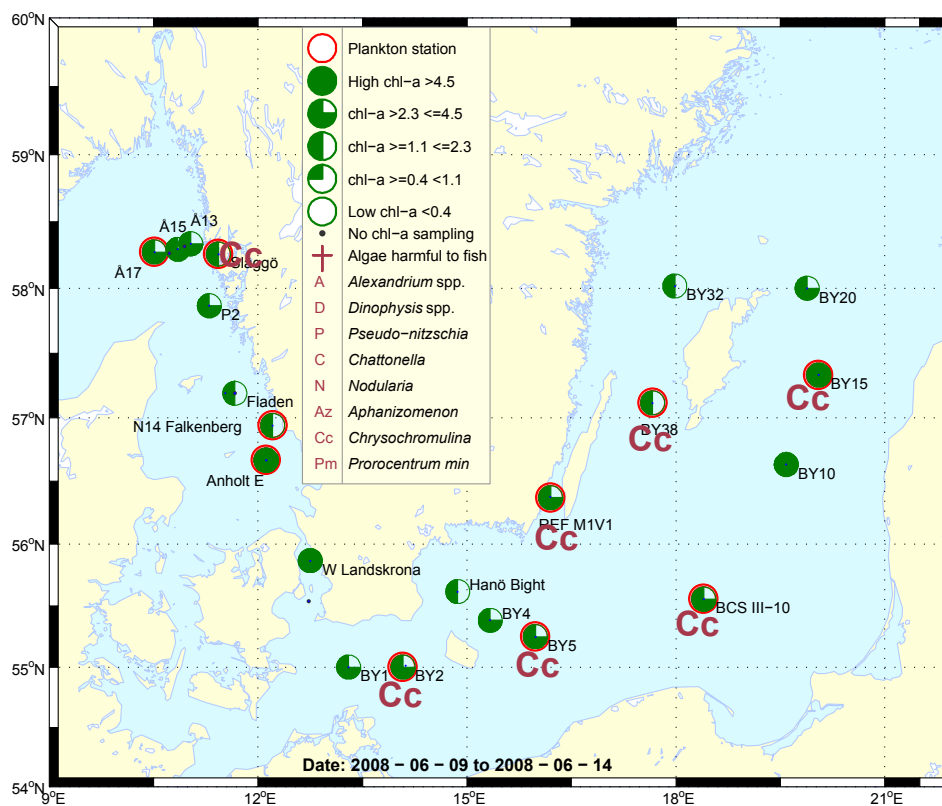 60°N
Plankton station
High chl−a >4.5
chl−a >2.3 <=4.5
chl−a >=1.1 <=2.3
chl−a >=0.4 <1.1
Low chl−a <0.4
No chl−a sampling
Algae harmful to fish
A Alexandrium spp.
D Dinophysis spp.
P Pseudo−nitzschia
C Chattonella
N Nodularia
Az Aphanizomenon
Cc Chrysochromulina
Pm Prorocentrum min
59°N
Å13
Å15
Cc
Släggö
Å17
58°N
BY32
BY20
P2
BY15
Cc
Fladen
57°N
N14 Falkenberg
BY38
Cc
Anholt E
BY10
REF M1V1
Cc
56°N
W Landskrona
Hanö Bight
BY4
BCS III−10
Cc
BY5
Cc
55°N
BY1
BY2
Cc
Date: 2008 − 06 − 09 to 2008 − 06 − 14
54°N
9°E 12°E 15°E 18°E 21°E